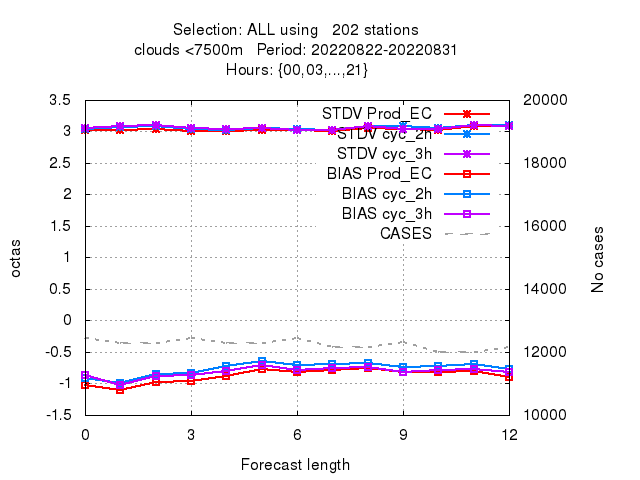 Selection: ALL using   202 stations
clouds <7500m   Period: 20220822-20220831
Hours: {00,03,...,21}
3.5
3
2.5
2
1.5
1
0.5
0
-0.5
-1
-1.5
octas
STDV Prod_EC
STDV cyc_2h
STDV cyc_3h
BIAS Prod_EC
BIAS cyc_2h
BIAS cyc_3h
CASES
20000
18000
16000
14000
12000
10000
No cases
0 3 6 9 12
Forecast length